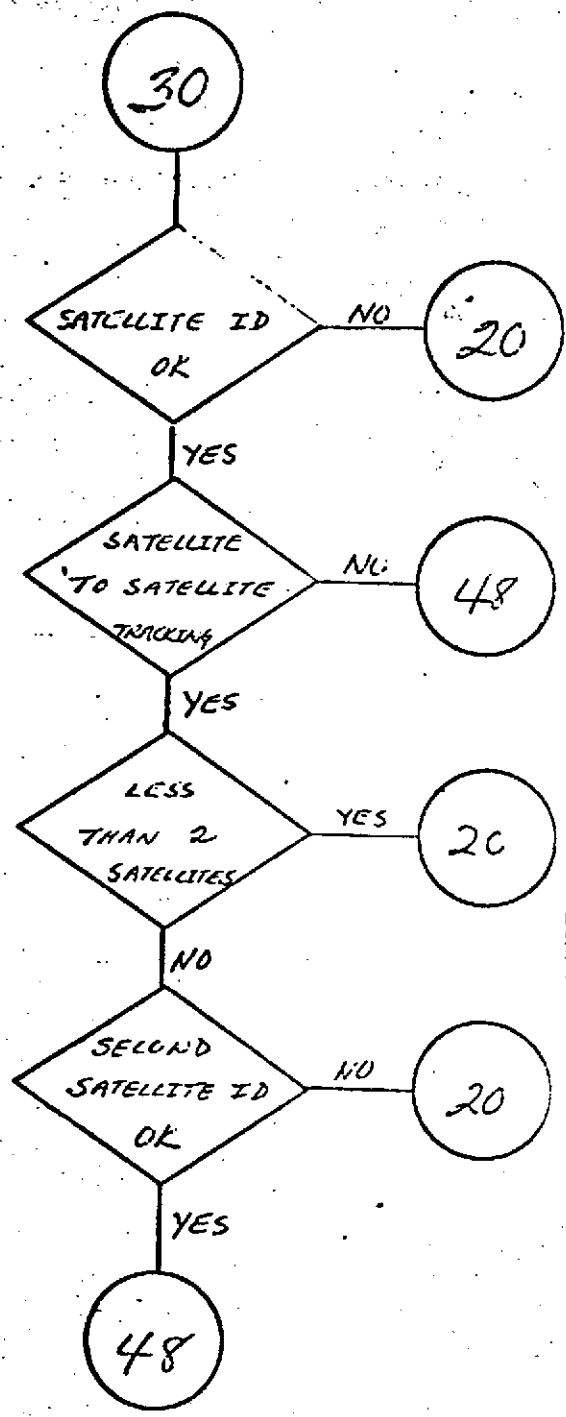 30
SATELLITE ID
OK
NO
20
YES
SATELLITE
TO SATELLITE
TRACKING
NO
48
YES
LESS
THAN 2
SATELLITES
YES
20
NO
SECOND
SATELLITE ID
OK
NO
20
YES
48